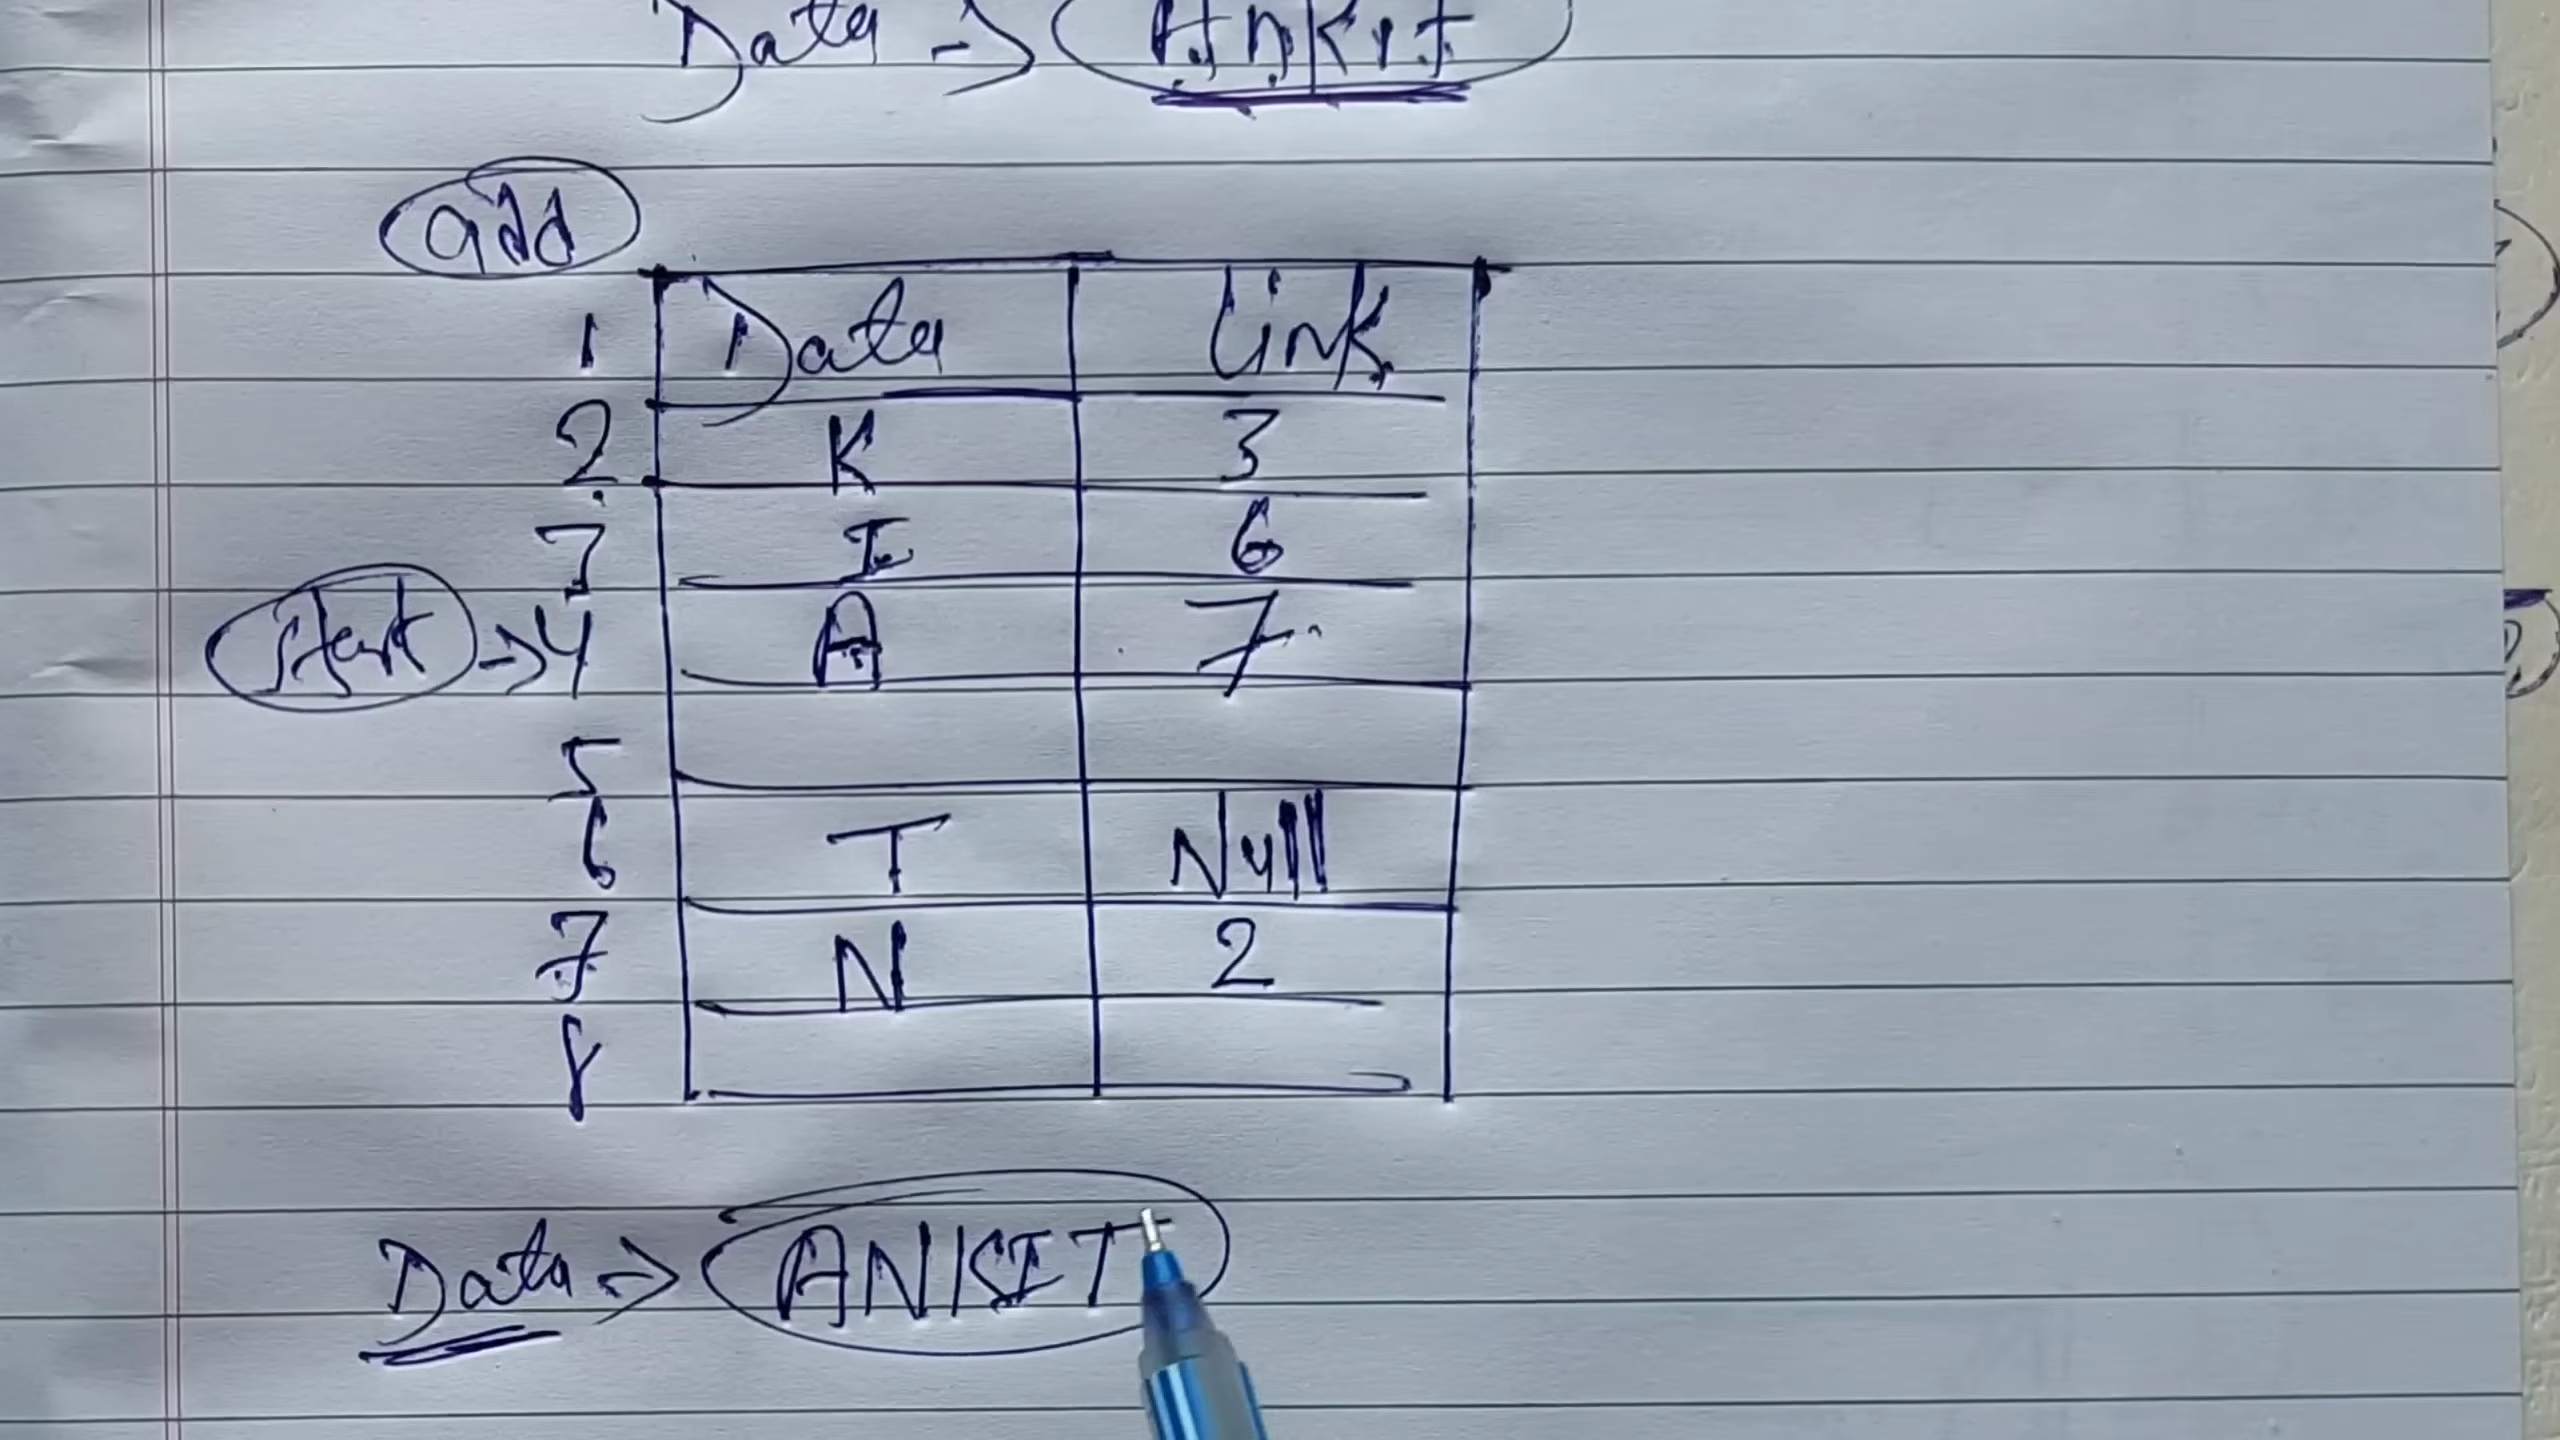 Data -> Ankit
add
1 Data Link
2 K 3
3 I 6
Start -> 4 A 7
5
6 T Null
7 N 2
8
Data -> ANKIT